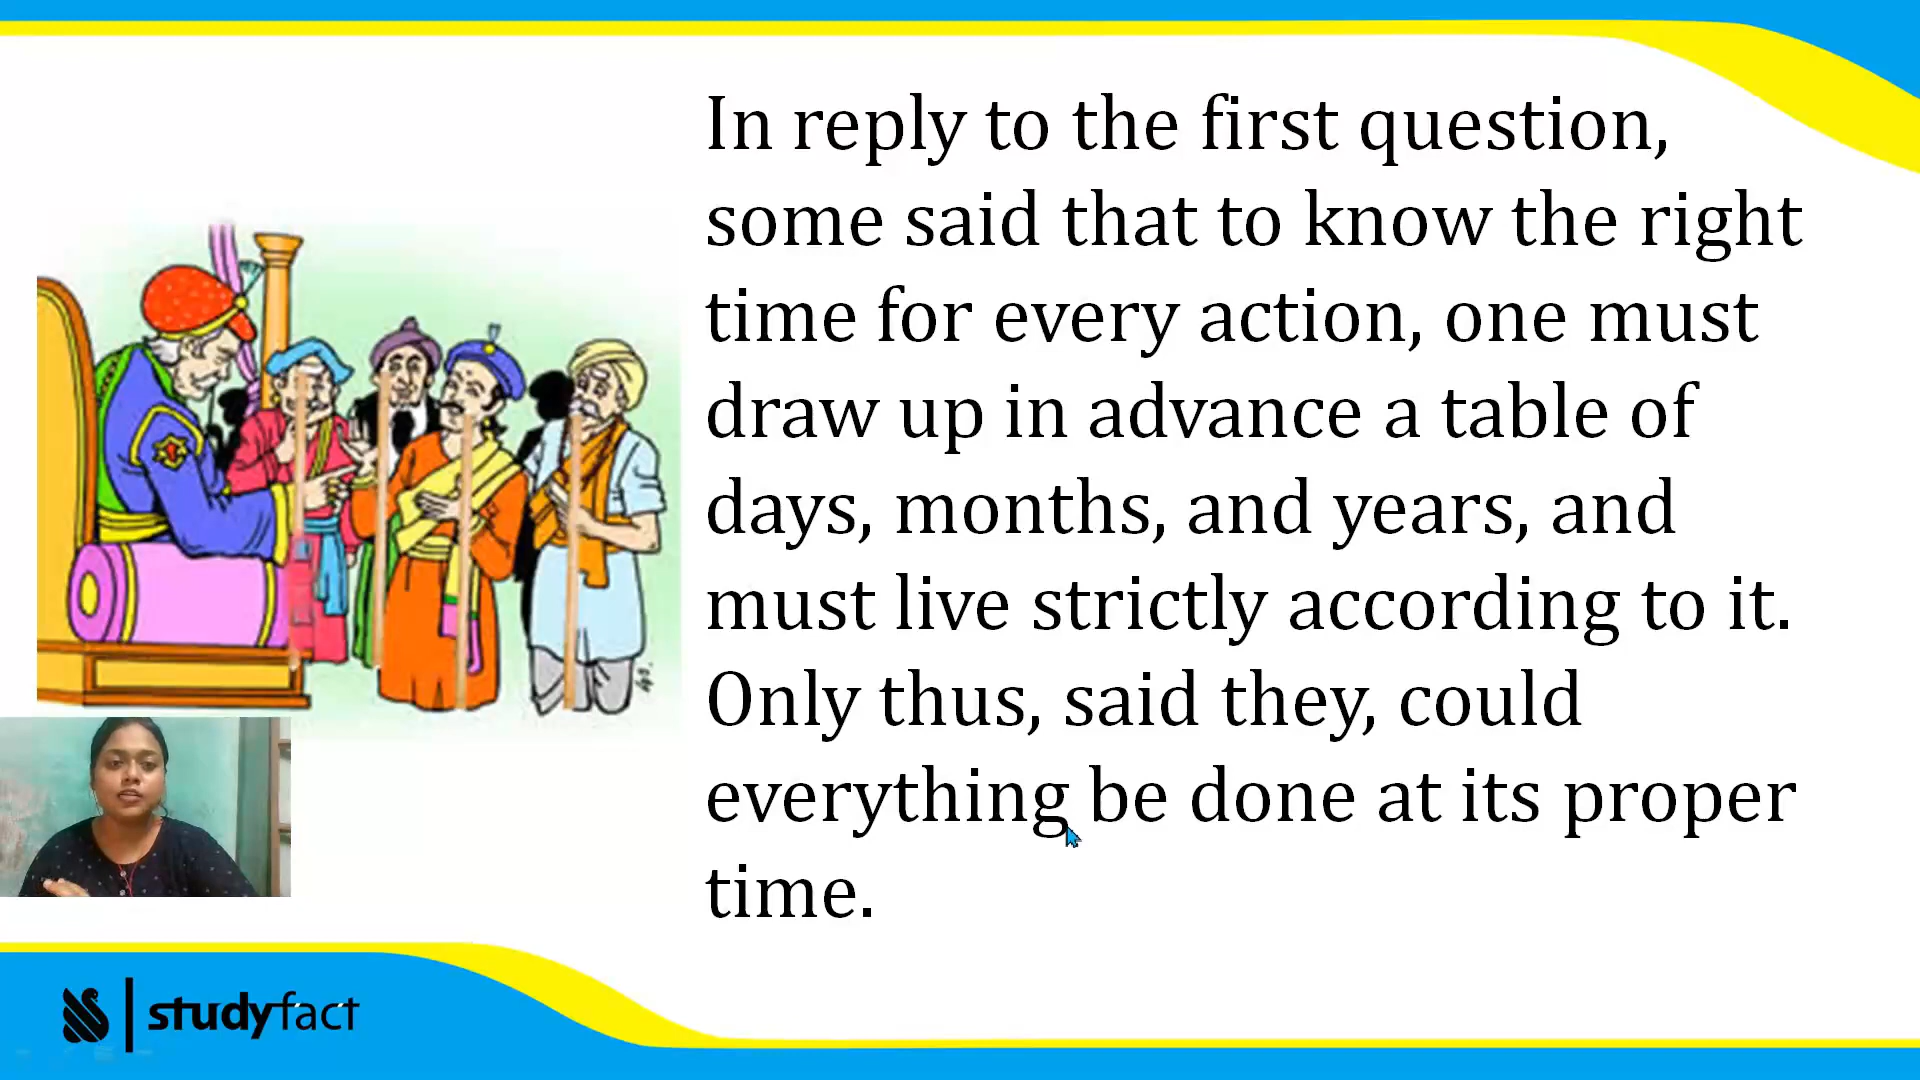 In reply to the first question,
some said that to know the right
time for every action, one must
draw up in advance a table of
days, months, and years, and
must live strictly according to it.
Only thus, said they, could
everything be done at its proper
time.
studyfact